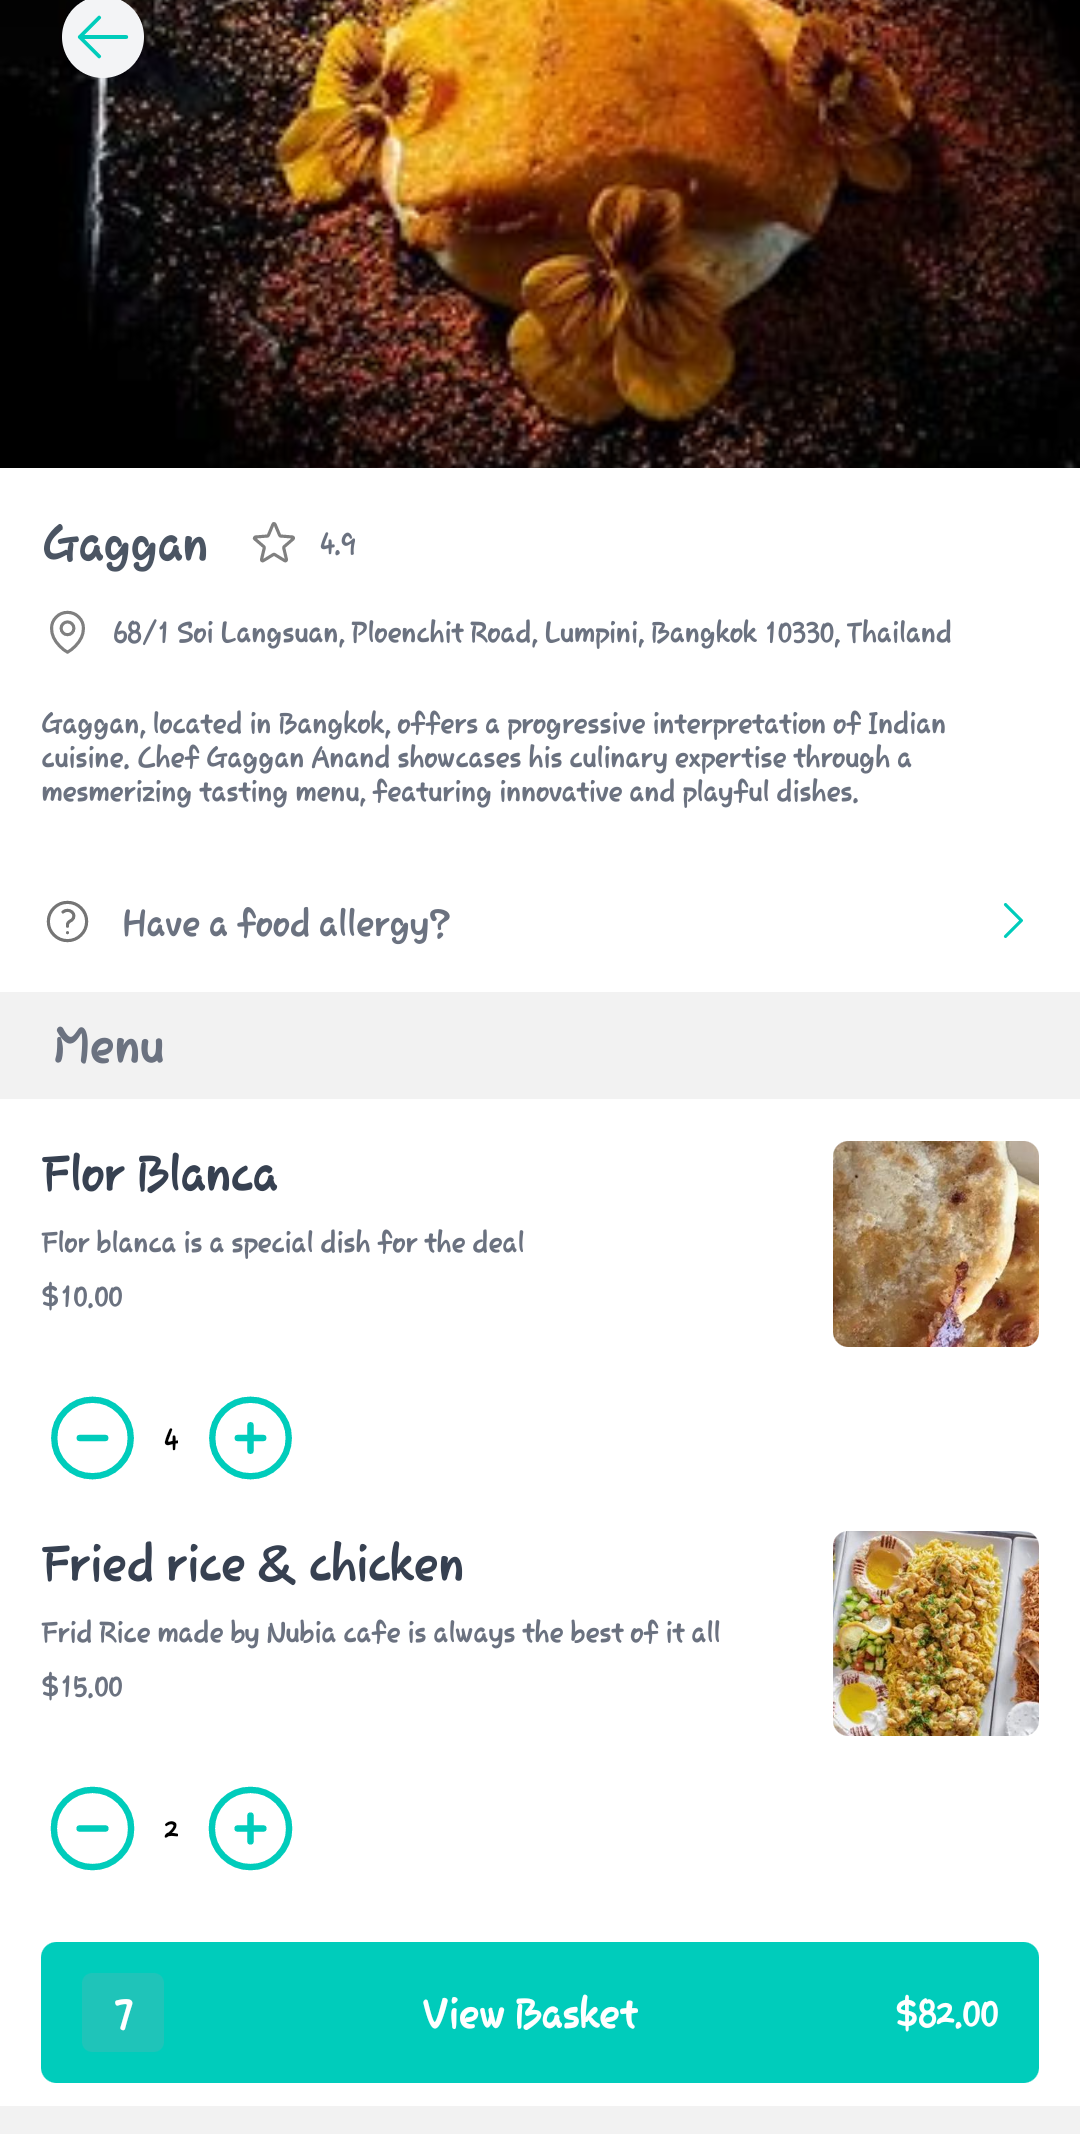 Gaggan 4.9
68/1 Soi Langsuan, Ploenchit Road, Lumpini, Bangkok 10330, Thailand
Gaggan, located in Bangkok, offers a progressive interpretation of Indian
cuisine. Chef Gaggan Anand showcases his culinary expertise through a
mesmerizing tasting menu, featuring innovative and playful dishes.
Have a food allergy?
Menu
Flor Blanca
Flor blanca is a special dish for the deal
$10.00
4
Fried rice & chicken
Frid Rice made by Nubia cafe is always the best of it all
$15.00
2
7 View Basket $82.00